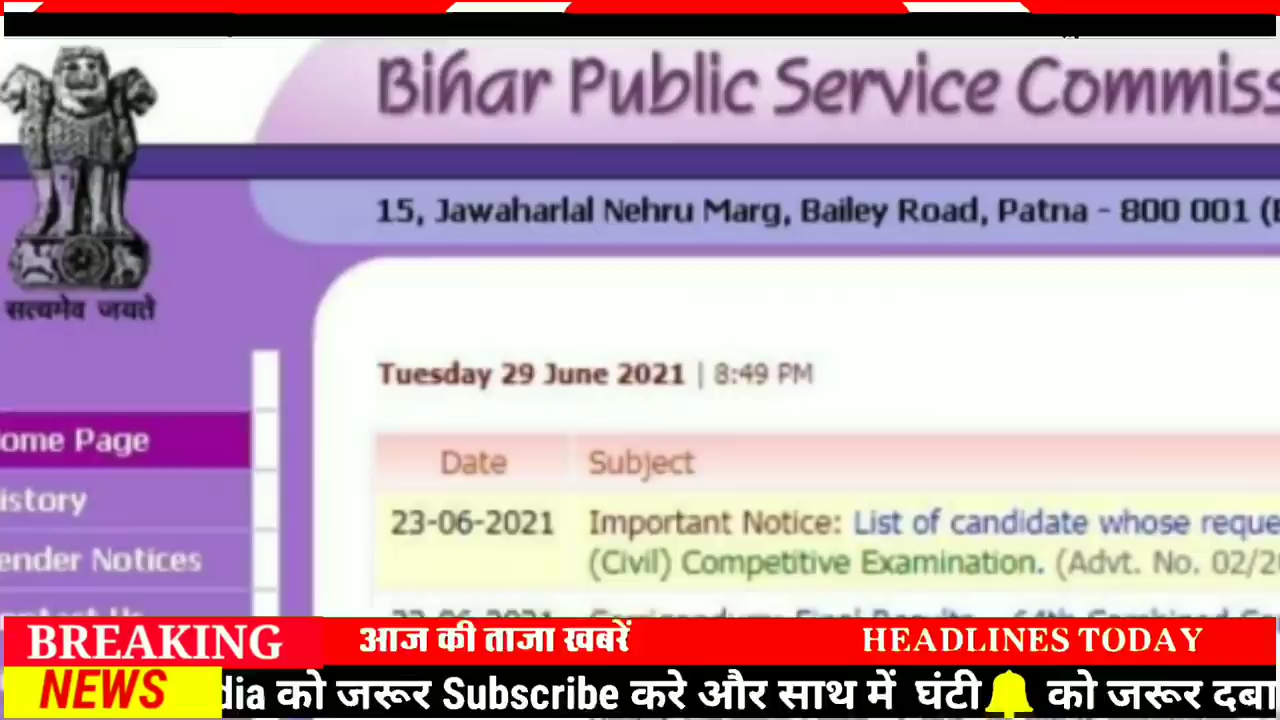 Bihar Public Service Commiss
15, Jawaharlal Nehru Marg, Bailey Road, Patna - 800 001 (
सत्यमेव जयते
Tuesday 29 June 2021 | 8:49 PM
ome Page
istory
ender Notices
Date Subject
23-06-2021 Important Notice: List of candidate whose reque
(Civil) Competitive Examination. (Advt. No. 02/2
BREAKING
NEWS
आज की ताजा खबरें
HEADLINES TODAY
dia को जरूर Subscribe करे और साथ में घंटी🔔 को जरूर दबा